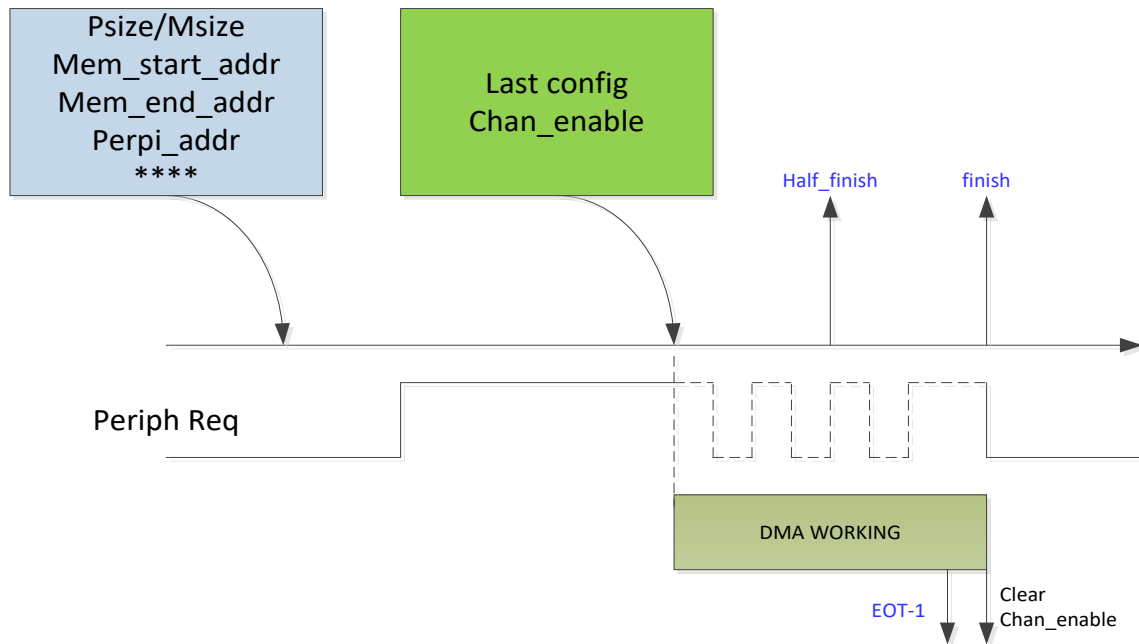 Psize/Msize
Mem_start_addr
Mem_end_addr
Perpi_addr
****
Last config
Chan_enable
Half_finish
finish
Periph Req
DMA WORKING
EOT-1
Clear
Chan_enable